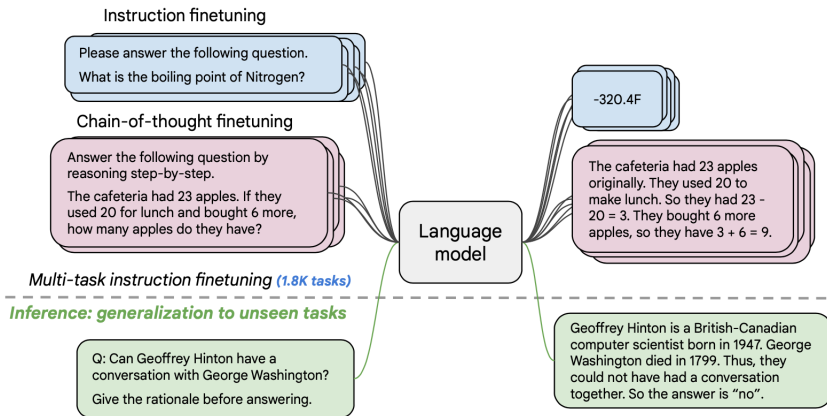 Instruction finetuning
Please answer the following question.
What is the boiling point of Nitrogen?
-320.4F
Chain-of-thought finetuning
Answer the following question by
reasoning step-by-step.
The cafeteria had 23 apples. If they
used 20 for lunch and bought 6 more,
how many apples do they have?
The cafeteria had 23 apples
originally. They used 20 to
make lunch. So they had 23 -
20 = 3. They bought 6 more
apples, so they have 3 + 6 = 9.
Language
model
Multi-task instruction finetuning (1.8K tasks)
Inference: generalization to unseen tasks
Q: Can Geoffrey Hinton have a
conversation with George Washington?
Give the rationale before answering.
Geoffrey Hinton is a British-Canadian
computer scientist born in 1947. George
Washington died in 1799. Thus, they
could not have had a conversation
together. So the answer is “no”.